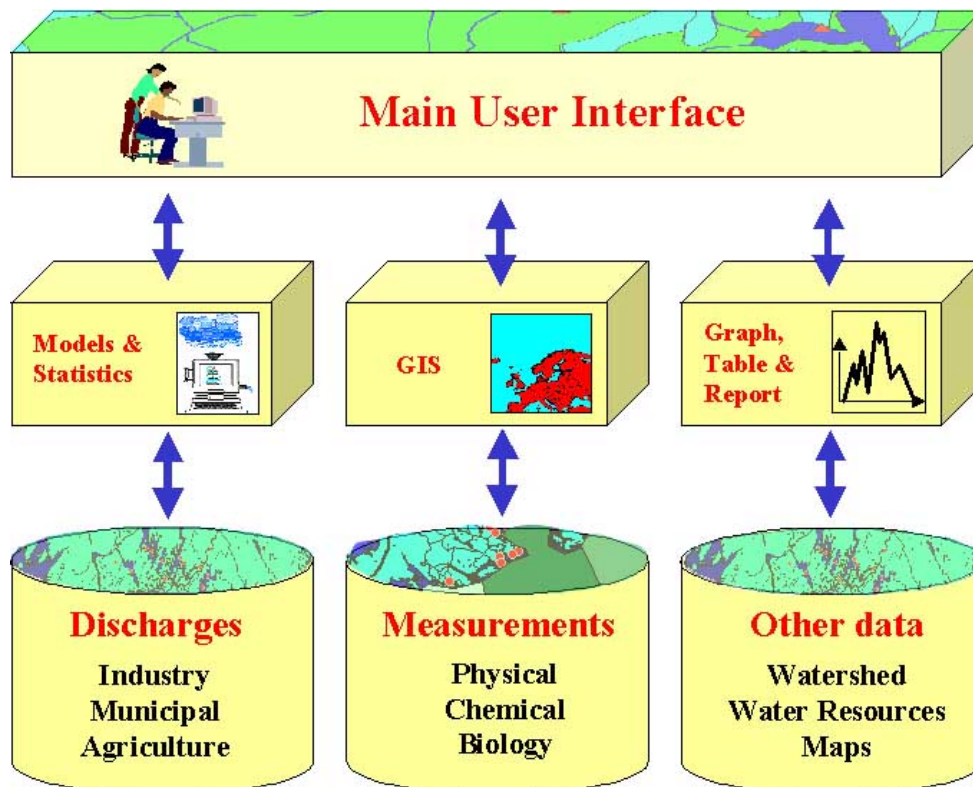 Main User Interface
Models &
Statistics
GIS
Graph,
Table &
Report
Discharges
Industry
Municipal
Agriculture
Measurements
Physical
Chemical
Biology
Other data
Watershed
Water Resources
Maps